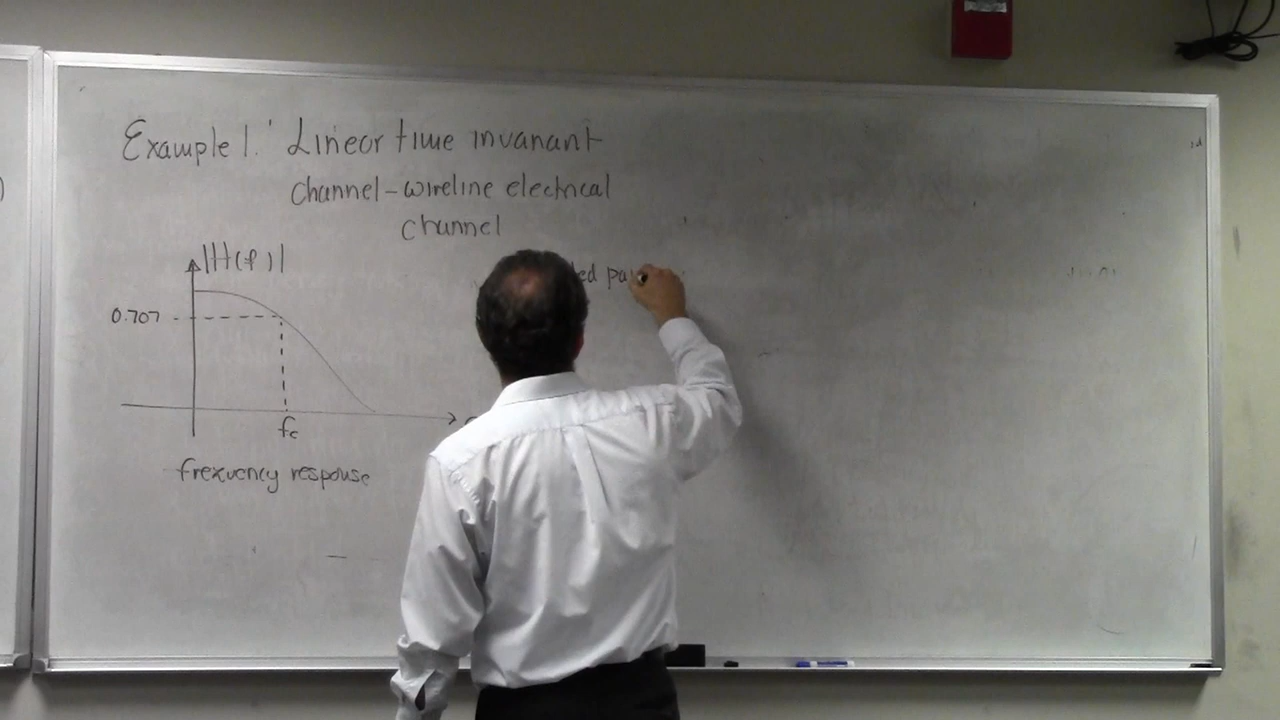 Example 1: Linear time invariant
channel-wireline electrical
channel
|H(f)|
0.707
fc
frequency response